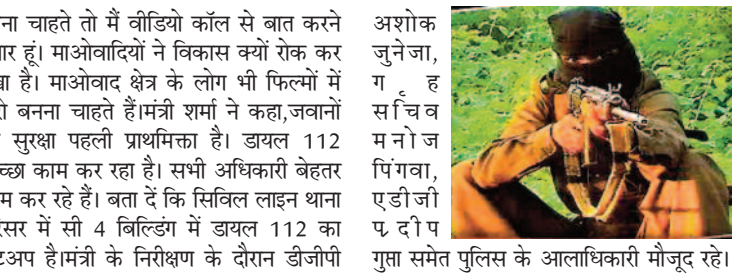 ना चाहते तो मैं वीडियो कॉल से बात करने
ार हूं। माओवादियों ने विकास क्यों रोक कर
ा है। माओवाद क्षेत्र के लोग भी फिल्मों में
रो बनना चाहते हैं।मंत्री शर्मा ने कहा,जवानों
सुरक्षा पहली प्राथमिक्ता है। डायल 112
च्छा काम कर रहा है। सभी अधिकारी बेहतर
म कर रहे हैं। बता दें कि सिविल लाइन थाना
सर में सी 4 बिल्डिंग में डायल 112 का
टअप है।मंत्री के निरीक्षण के दौरान डीजीपी
अशोक
जुनेजा,
गृह
सचिव
मनोज
पिंगवा,
एडीजी
प्रदीप
गुप्ता समेत पुलिस के आलाधिकारी मौजूद रहे।